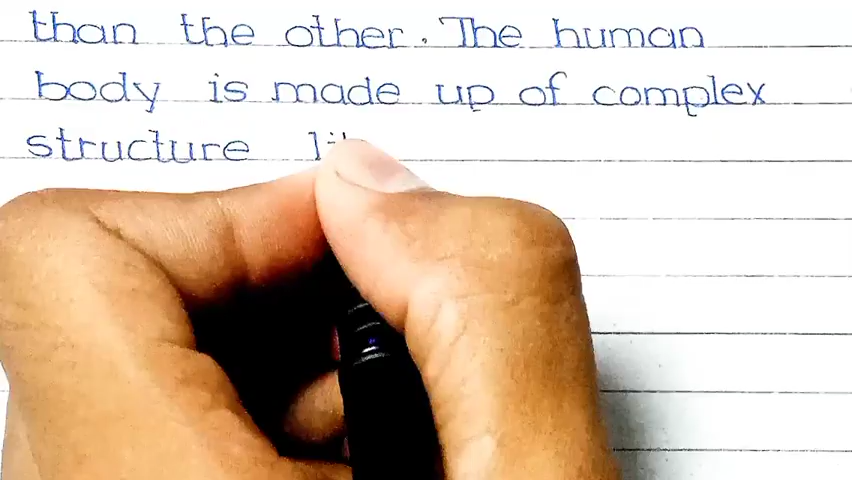 than the other. The human
body is made up of complex
structure